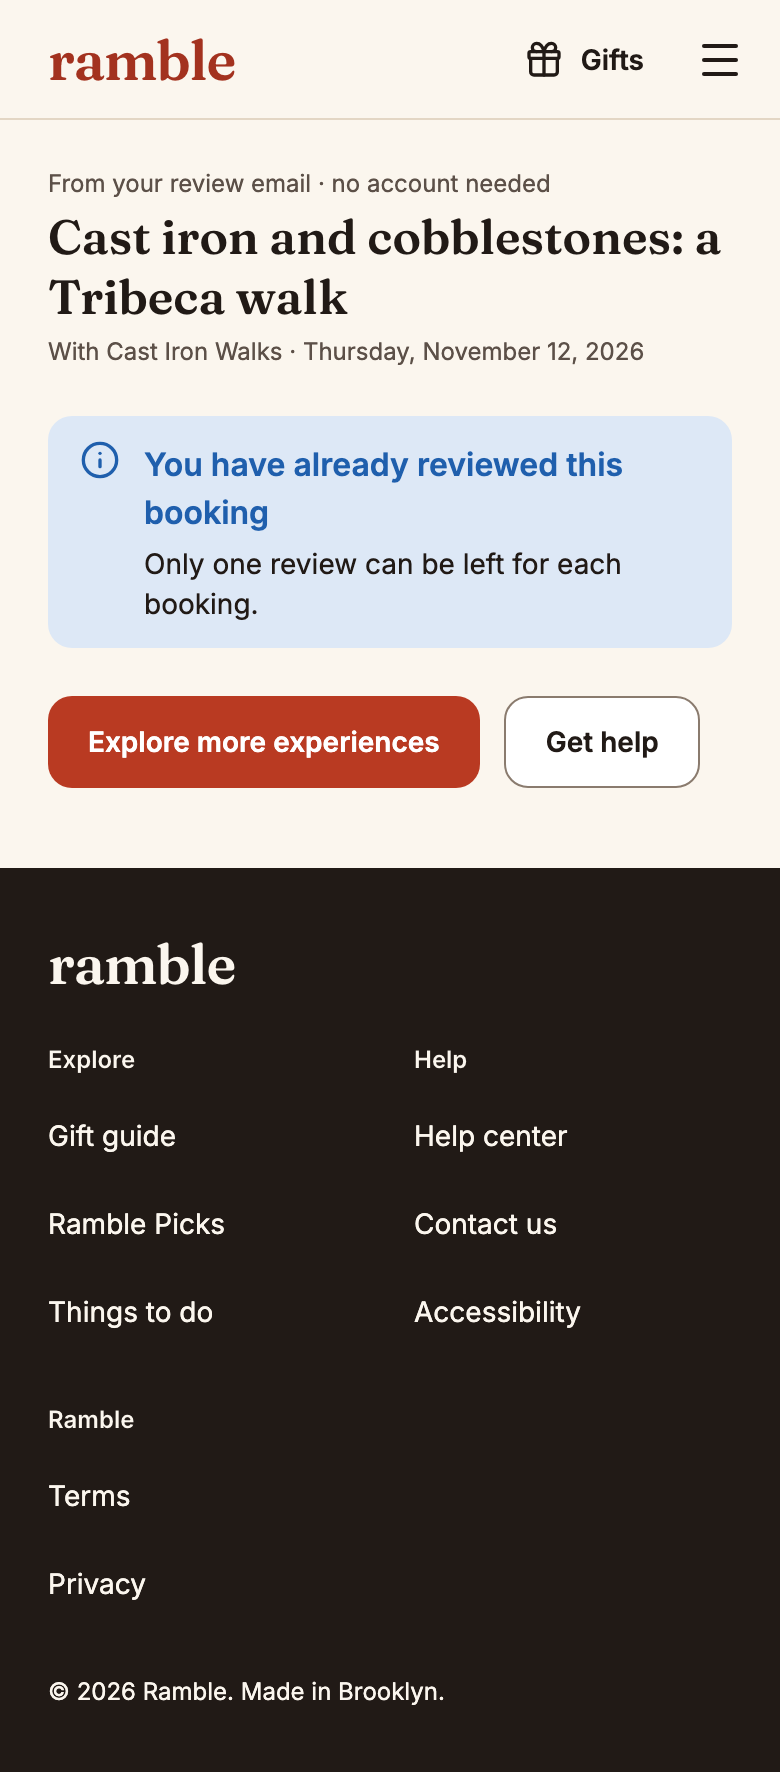 ramble
Gifts
From your review email · no account needed
Cast iron and cobblestones: a
Tribeca walk
With Cast Iron Walks · Thursday, November 12, 2026
You have already reviewed this
booking
Only one review can be left for each
booking.
Explore more experiences
Get help
ramble
Explore
Gift guide
Ramble Picks
Things to do
Help
Help center
Contact us
Accessibility
Ramble
Terms
Privacy
© 2026 Ramble. Made in Brooklyn.